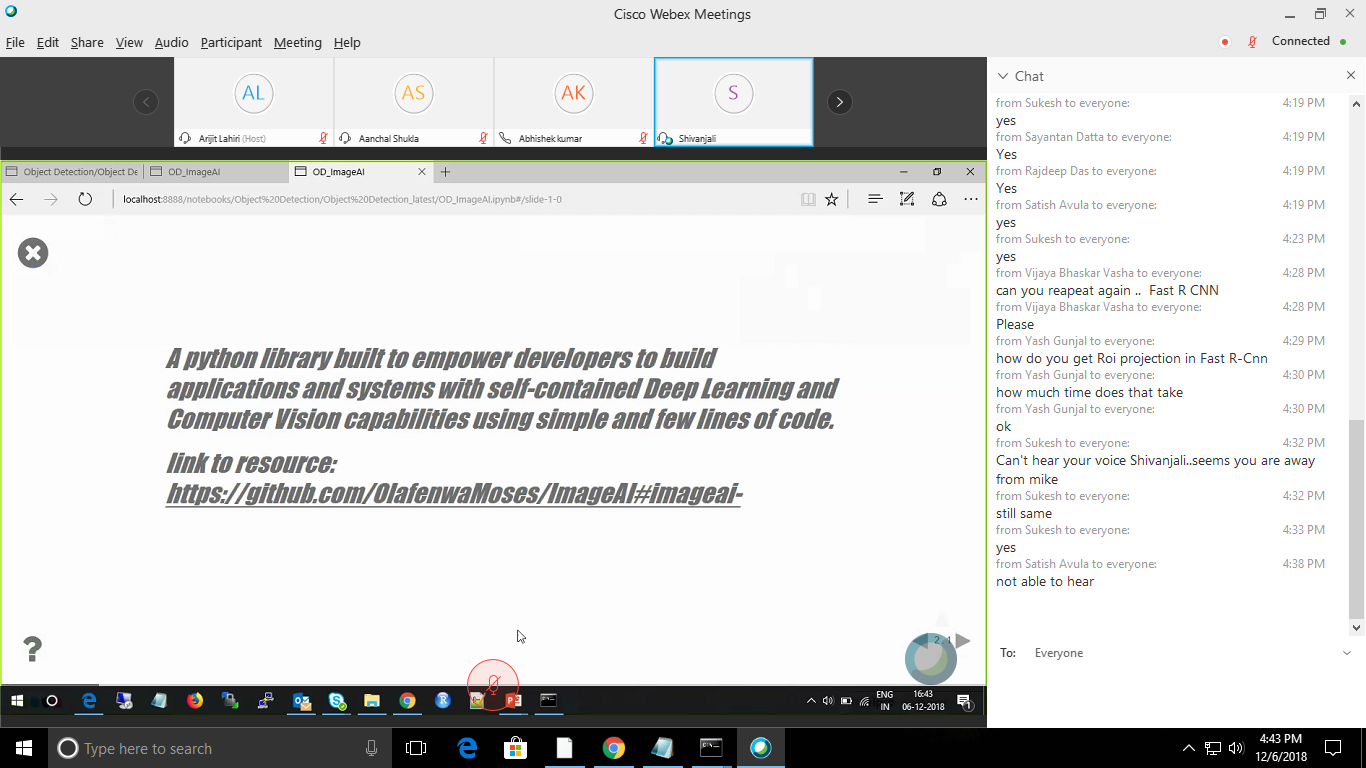 Cisco Webex Meetings
File Edit Share View Audio Participant Meeting Help
Connected
AL
AS
AK
S
Arijit Lahiri (Host)
Aanchal Shukla
Abhishek kumar
Shivanjali
Object Detection/Object De
OD_ImageAI
OD_ImageAI
localhost:8888/notebooks/Object%20Detection/Object%20Detection_latest/OD_ImageAI.ipynb#/slide-1-0
A python library built to empower developers to build
applications and systems with self-contained Deep Learning and
Computer Vision capabilities using simple and few lines of code.
link to resource:
https://github.com/OlafenwaMoses/ImageAI#imageai-
?
ENG
IN
16:43
06-12-2018
1
Chat
from Sukesh to everyone: 4:19 PM
yes
from Sayantan Datta to everyone: 4:19 PM
Yes
from Rajdeep Das to everyone: 4:19 PM
Yes
from Satish Avula to everyone: 4:19 PM
yes
from Sukesh to everyone: 4:23 PM
yes
from Vijaya Bhaskar Vasha to everyone: 4:28 PM
can you reapeat again .. Fast R CNN
from Vijaya Bhaskar Vasha to everyone: 4:28 PM
Please
from Yash Gunjal to everyone: 4:29 PM
how do you get Roi projection in Fast R-Cnn
from Yash Gunjal to everyone: 4:30 PM
how much time does that take
from Yash Gunjal to everyone: 4:30 PM
ok
from Sukesh to everyone: 4:32 PM
Can't hear your voice Shivanjali..seems you are away
from mike
from Sukesh to everyone: 4:32 PM
still same
from Sukesh to everyone: 4:33 PM
yes
from Satish Avula to everyone: 4:38 PM
not able to hear
To: Everyone
Type here to search
4:43 PM
12/6/2018